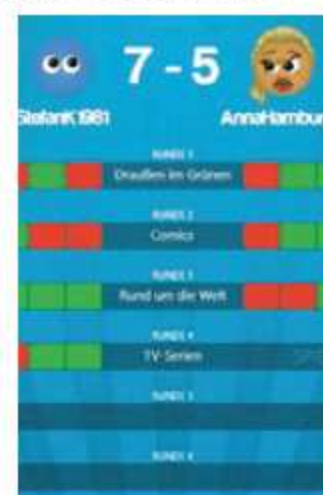 7 - 5
StefanK1981
AnnaHambur
RUNDE 1
Draußen im Grünen
RUNDE 2
Comics
RUNDE 3
Rund um die Welt
RUNDE 4
TV-Serien